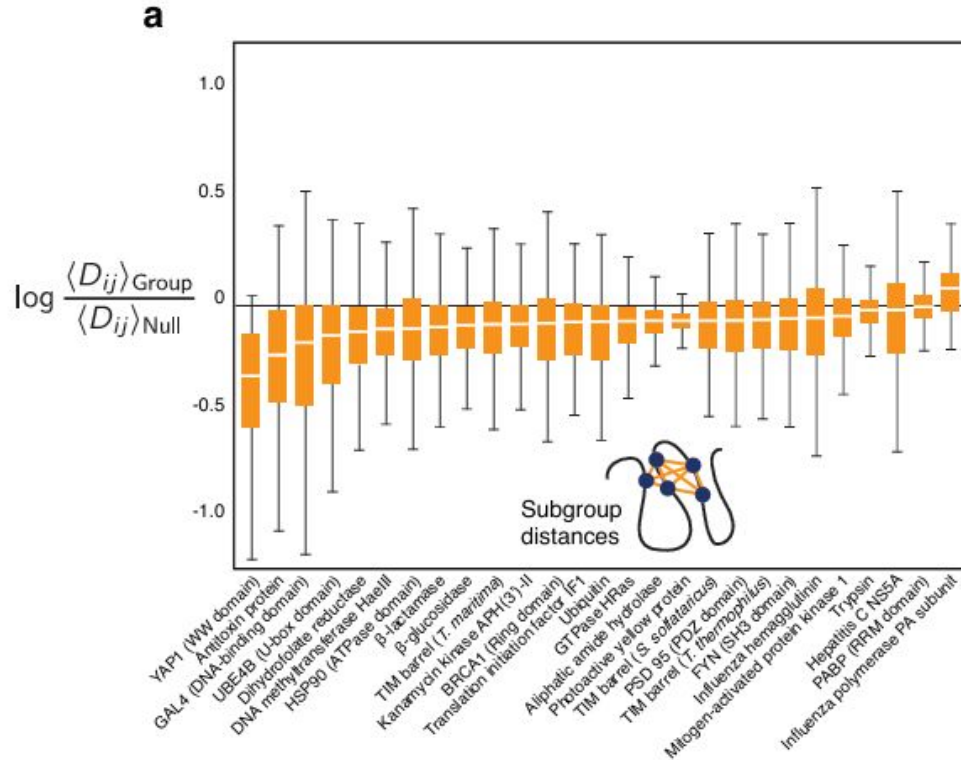 a
1.0
0.5
0
-0.5
-1.0
log ⟨D_ij⟩Group / ⟨D_ij⟩Null
Subgroup
distances
YAP1 (WW domain)
Antitoxin protein
GAL4 (DNA-binding domain)
UBE4B (U-box domain)
Dihydrofolate reductase
DNA methyltransferase HaeIII
HSP90 (ATPase domain)
β-lactamase
β-glucosidase
TIM barrel (T. maritima)
Kanamycin kinase APH(3')-II
BRCA1 (Ring domain)
Translation initiation factor IF1
Ubiquitin
GTPase HRas
Aliphatic amide hydrolase
Photoactive yellow protein
TIM barrel (S. solfataricus)
PSD 95 (PDZ domain)
TIM barrel (T. thermophilus)
FYN (SH3 domain)
Influenza hemagglutinin
Mitogen-activated protein kinase 1
Trypsin
Hepatitis C NS5A
PABP (RRM domain)
Influenza polymerase PA subunit